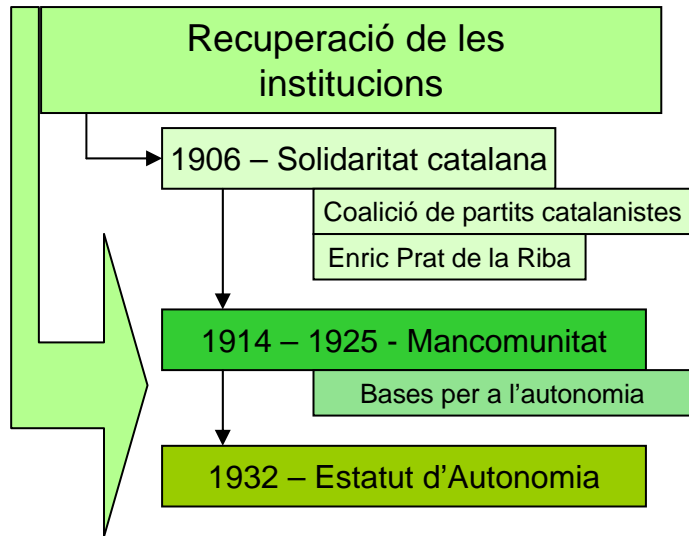 Recuperació de les
institucions
1906 – Solidaritat catalana
Coalició de partits catalanistes
Enric Prat de la Riba
1914 – 1925 - Mancomunitat
Bases per a l’autonomia
1932 – Estatut d’Autonomia